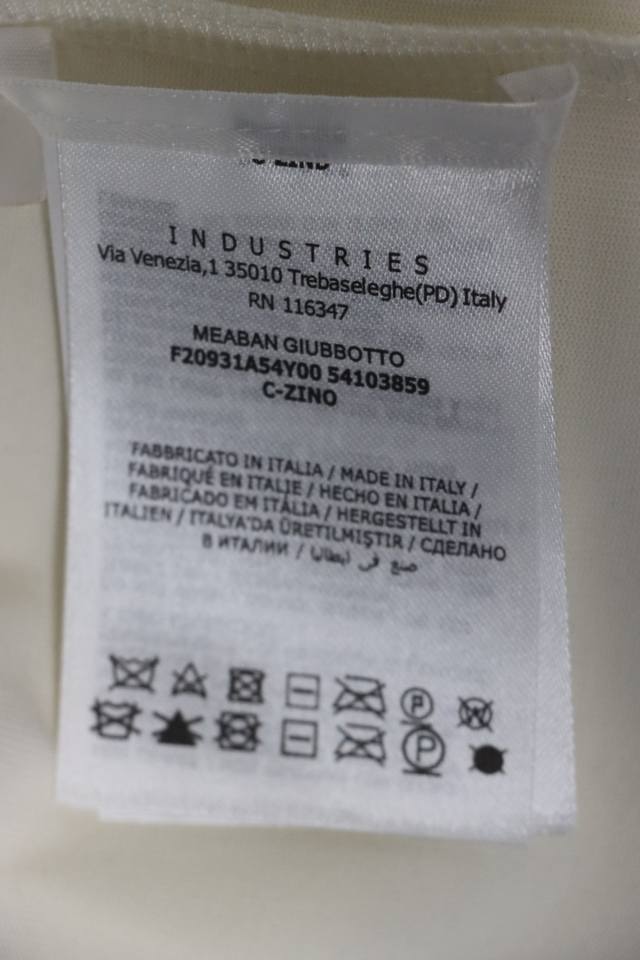 INDUSTRIES
Via Venezia,1 35010 Trebaseleghe(PD) Italy
RN 116347
MEABAN GIUBBOTTO
F20931A54Y00 54103859
C-ZINO
FABBRICATO IN ITALIA / MADE IN ITALY /
FABRIQUÉ EN ITALIE / HECHO EN ITALIA /
FABRICADO EM ITÁLIA / HERGESTELLT IN
ITALIEN / ITALYA'DA ÜRETILMIŞTIR / СДЕЛАНО
В ИТАЛИИ / صنع في ايطاليا
P
P